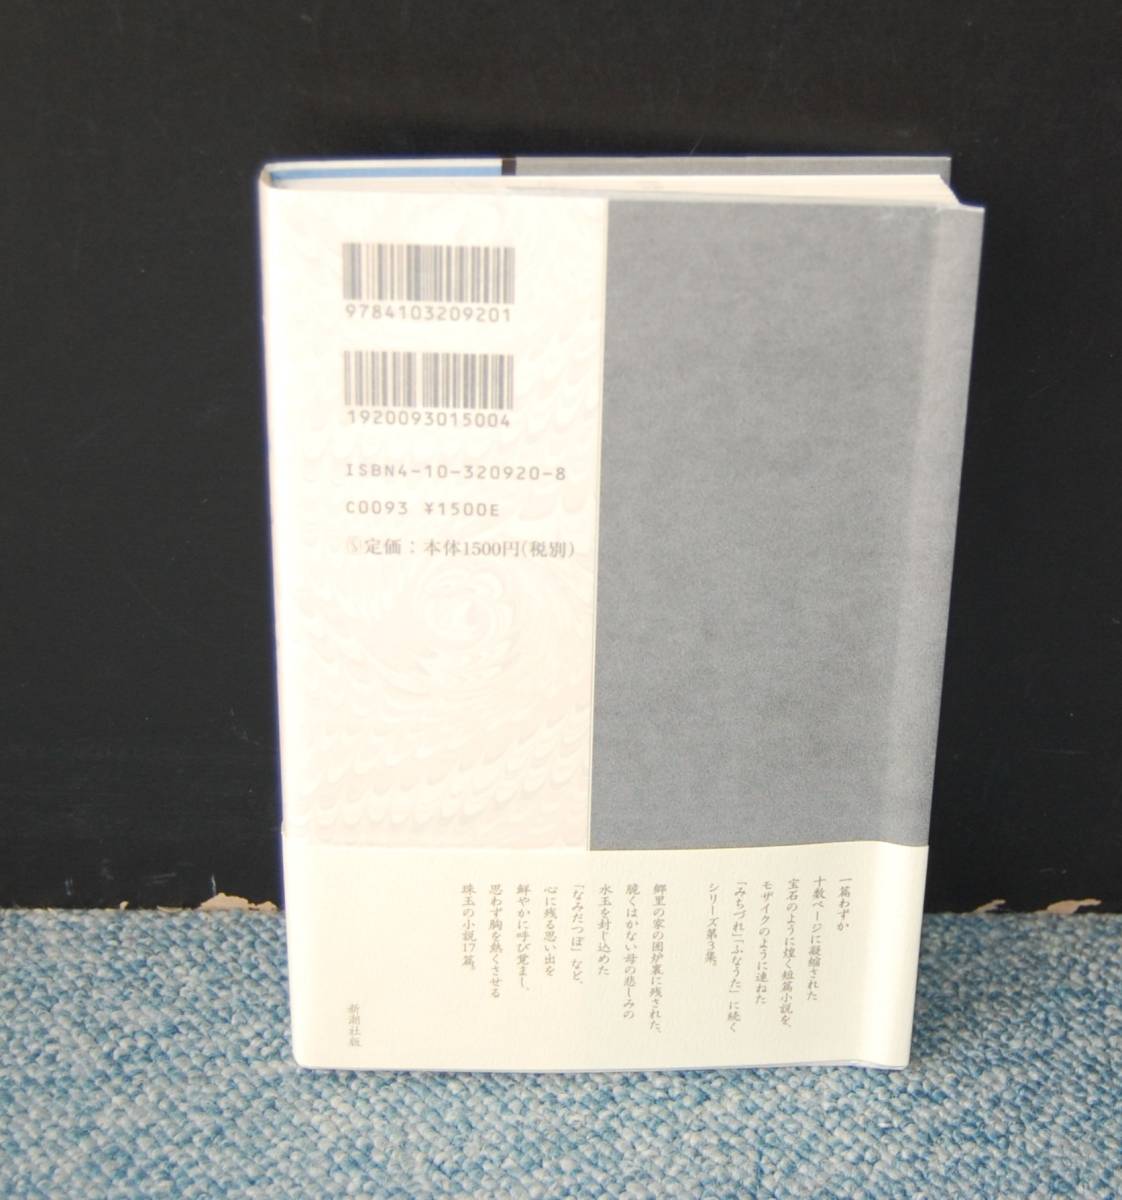 9784103209201
1920093015004
ISBN4-10-320920-8
C0093 ¥1500E
Ⓢ定価：本体1500円（税別）
一篇わずか
十数ページに凝縮された
宝石のように煌く短篇小説を、
モザイクのように連ねた
「みちづれ」「ふなうた」に続く
シリーズ第3集。
郷里の家の囲炉裏に残された、
脆くはかない母の悲しみの
水玉を封じ込めた
「なみだつぼ」など、
心に残る思い出を
鮮やかに呼び覚まし、
思わず胸を熱くさせる
珠玉の小説17篇。
新潮社版